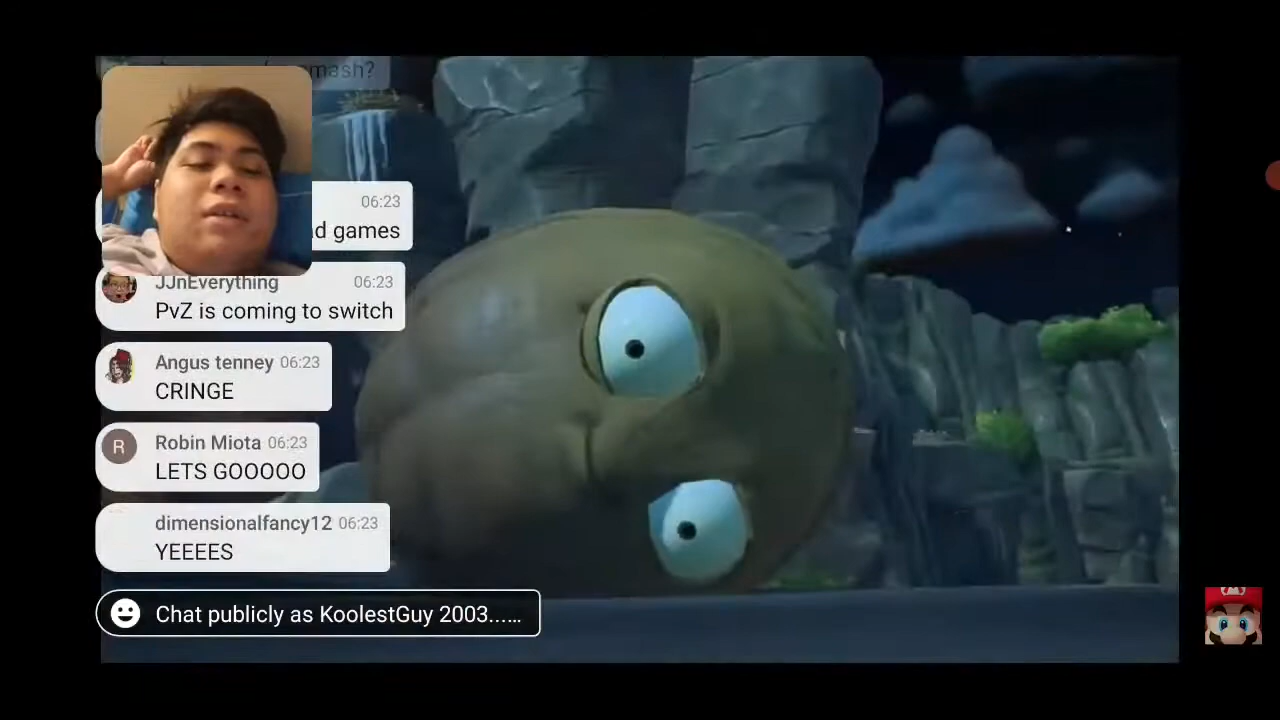 mash?
06:23
d games
JJnEverything 06:23
PvZ is coming to switch
Angus tenney 06:23
CRINGE
R
Robin Miota 06:23
LETS GOOOOO
dimensionalfancy12 06:23
YEEEES
Chat publicly as KoolestGuy 2003...…
M